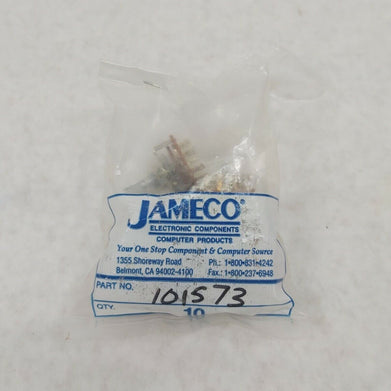 JAMECO®
ELECTRONIC COMPONENTS
COMPUTER PRODUCTS
Your One Stop Component & Computer Source
1355 Shoreway Road Ph.: 1•800•831•4242
Belmont, CA 94002-4100 Fax.: 1•800•237•6948
PART NO. 101573
QTY. 10